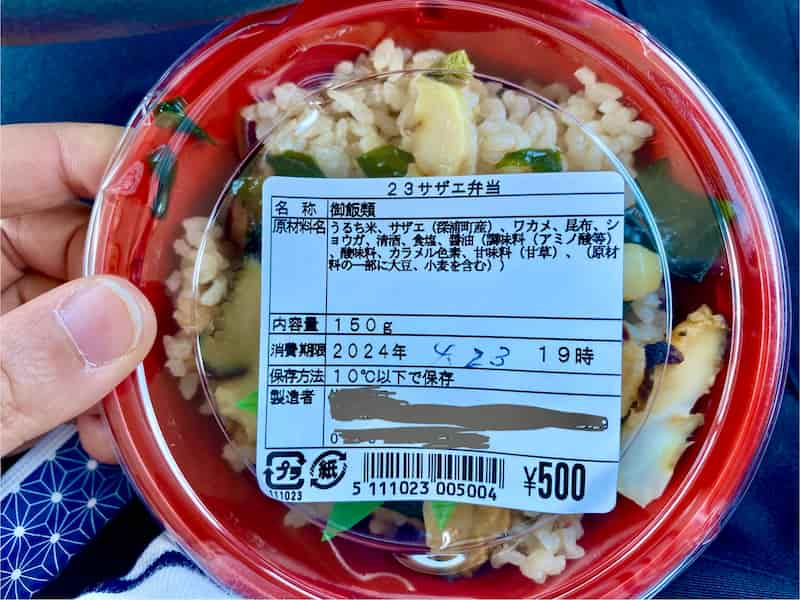 23サザエ弁当
名 称 御飯類
原材料名 うるち米、サザエ（深浦町産）、ワカメ、昆布、シ
ョウガ、清酒、食塩、醤油（調味料（アミノ酸等）
、酸味料、カラメル色素、甘味料（甘草）、（原材
料の一部に大豆、小麦を含む））
内容量 150g
消費期限 2024年 4.23 19時
保存方法 10℃以下で保存
製造者
プラ 紙
111023
5 111023 005004
¥500